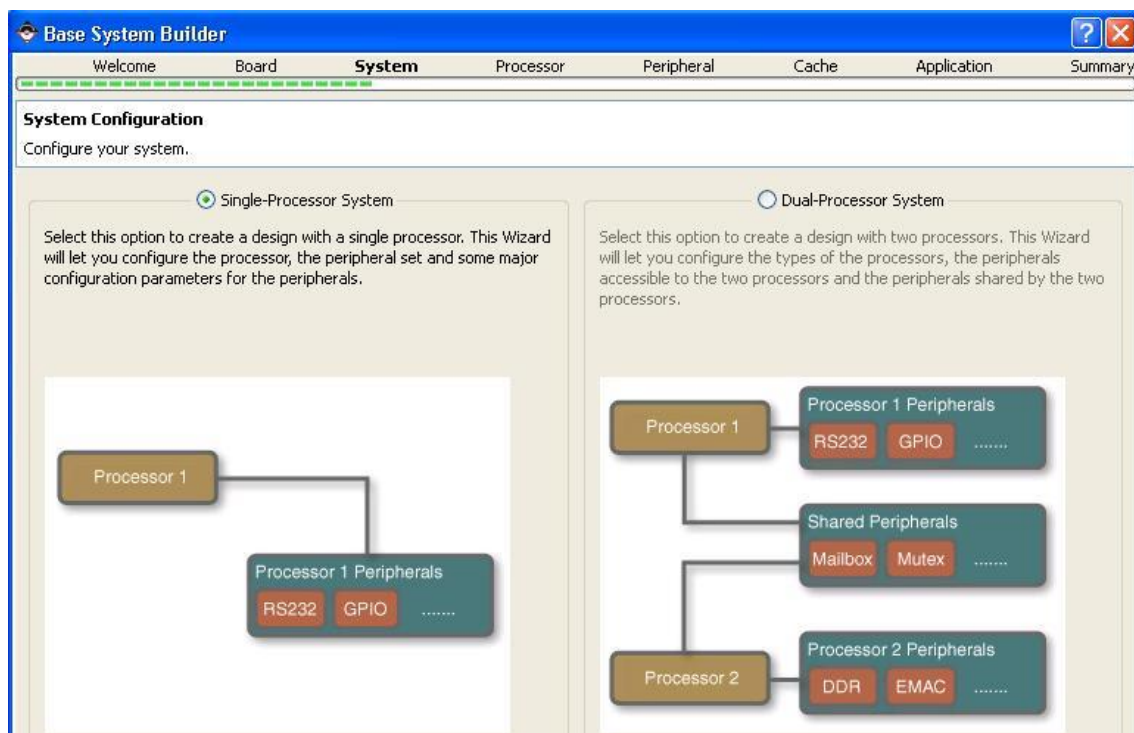 Base System Builder
Welcome Board System Processor Peripheral Cache Application Summary
System Configuration
Configure your system.
Single-Processor System
Select this option to create a design with a single processor. This Wizard
will let you configure the processor, the peripheral set and some major
configuration parameters for the peripherals.
Processor 1
Processor 1 Peripherals
RS232 GPIO .......
Dual-Processor System
Select this option to create a design with two processors. This Wizard
will let you configure the types of the processors, the peripherals
accessible to the two processors and the peripherals shared by the two
processors.
Processor 1
Processor 1 Peripherals
RS232 GPIO .......
Shared Peripherals
Mailbox Mutex .......
Processor 2
Processor 2 Peripherals
DDR EMAC .......